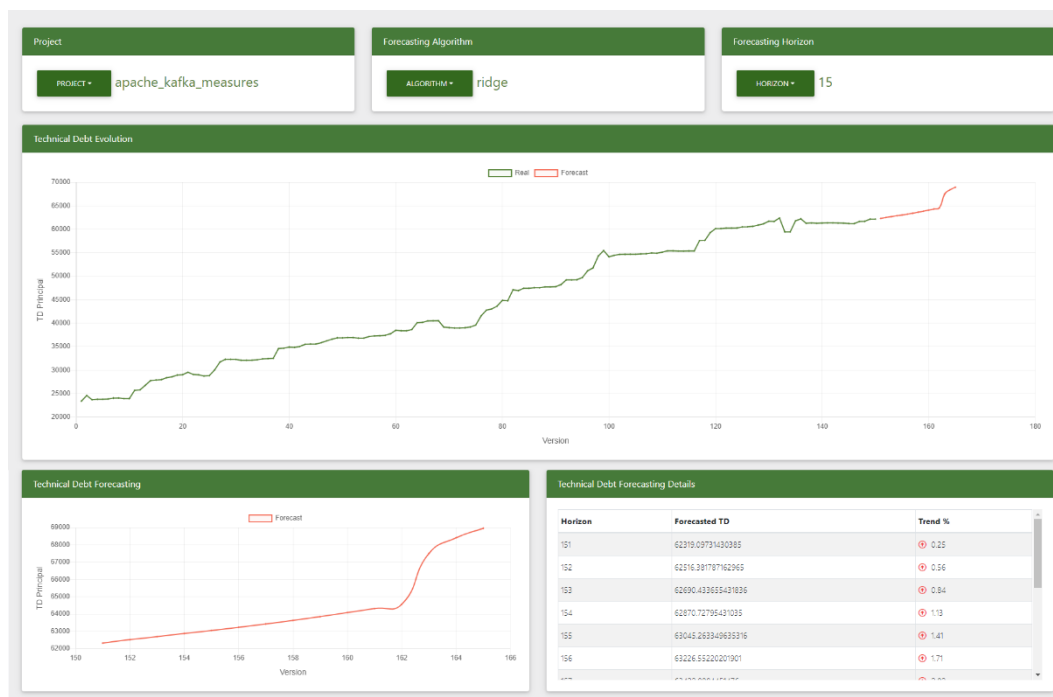 Project
Forecasting Algorithm
Forecasting Horizon
PROJECT apache_kafka_measures
ALGORITHM ridge
HORIZON 15
Technical Debt Evolution
Real Forecast
70000
65000
60000
55000
50000
45000
40000
35000
30000
25000
20000
TD Principal
0 20 40 60 80 100 120 140 160 180
Version
Technical Debt Forecasting
Forecast
69000
68000
67000
66000
65000
64000
63000
62000
TD Principal
150 152 154 156 158 160 162 164 166
Version
Technical Debt Forecasting Details
Horizon Forecasted TD Trend %
151 62319.09731430385 0.25
152 62516.381787162965 0.56
153 62690.433655431836 0.84
154 62870.72795431035 1.13
155 63045.263349635316 1.41
156 63226.55220201901 1.71